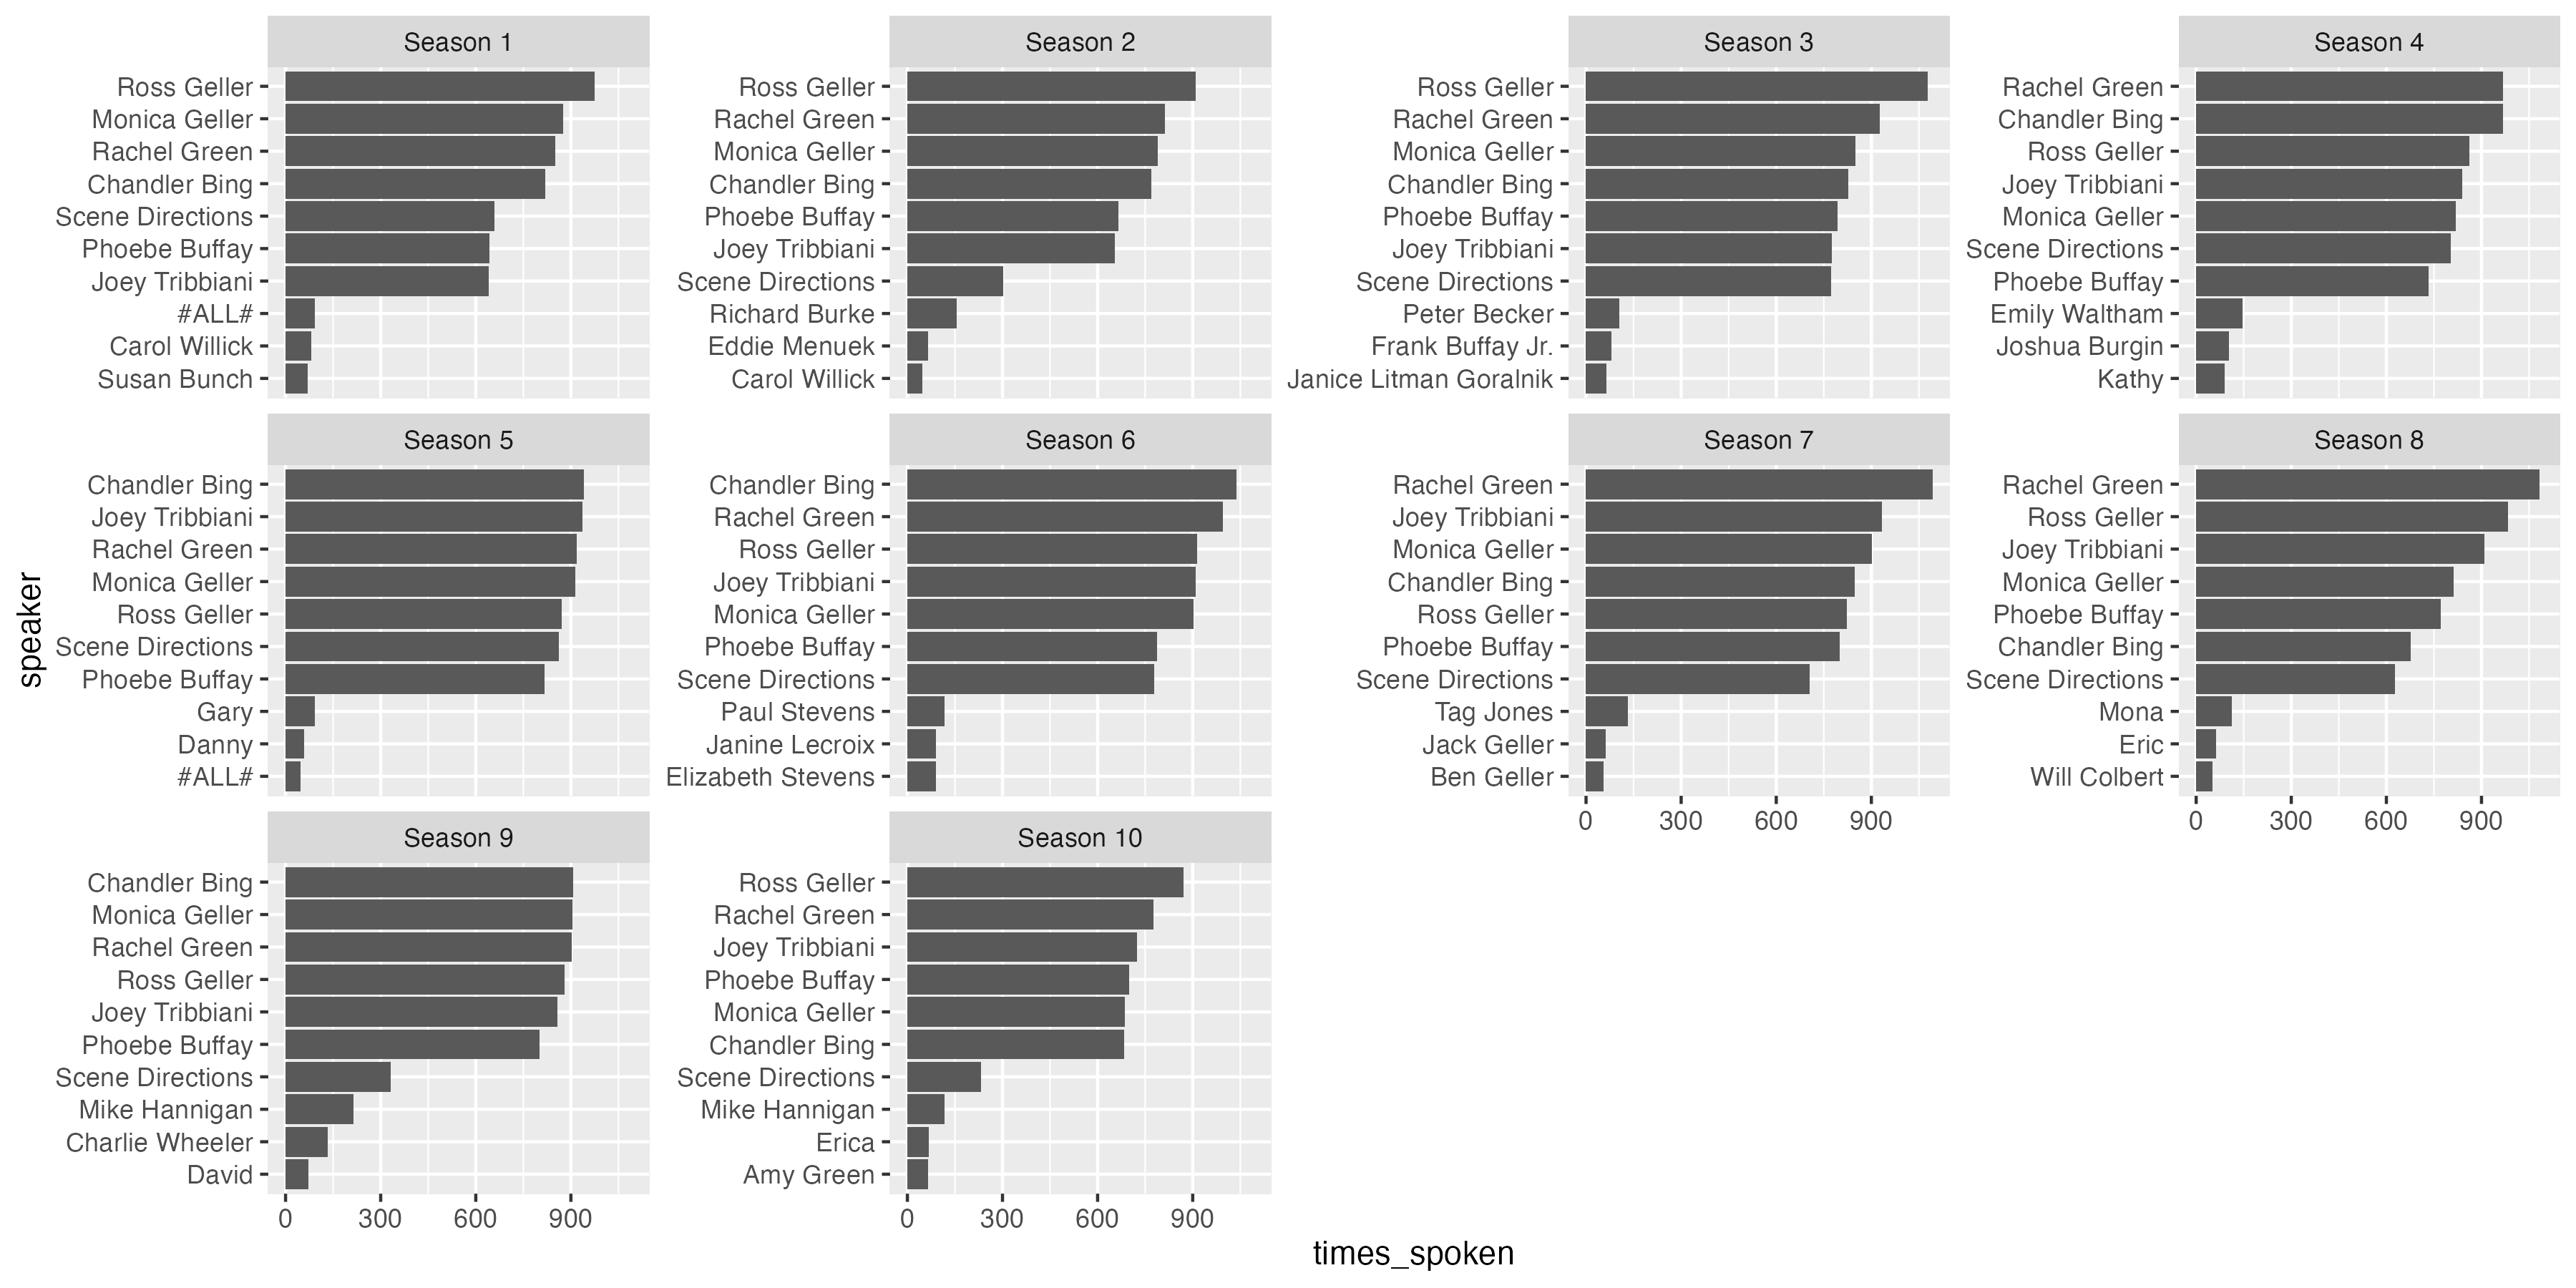 Season 1
Ross Geller
Monica Geller
Rachel Green
Chandler Bing
Scene Directions
Phoebe Buffay
Joey Tribbiani
#ALL#
Carol Willick
Susan Bunch
Season 2
Ross Geller
Rachel Green
Monica Geller
Chandler Bing
Phoebe Buffay
Joey Tribbiani
Scene Directions
Richard Burke
Eddie Menuek
Carol Willick
Season 3
Ross Geller
Rachel Green
Monica Geller
Chandler Bing
Phoebe Buffay
Joey Tribbiani
Scene Directions
Peter Becker
Frank Buffay Jr.
Janice Litman Goralnik
Season 4
Rachel Green
Chandler Bing
Ross Geller
Joey Tribbiani
Monica Geller
Scene Directions
Phoebe Buffay
Emily Waltham
Joshua Burgin
Kathy
speaker
Season 5
Chandler Bing
Joey Tribbiani
Rachel Green
Monica Geller
Ross Geller
Scene Directions
Phoebe Buffay
Gary
Danny
#ALL#
Season 6
Chandler Bing
Rachel Green
Ross Geller
Joey Tribbiani
Monica Geller
Phoebe Buffay
Scene Directions
Paul Stevens
Janine Lecroix
Elizabeth Stevens
Season 7
Rachel Green
Joey Tribbiani
Monica Geller
Chandler Bing
Ross Geller
Phoebe Buffay
Scene Directions
Tag Jones
Jack Geller
Ben Geller
0 300 600 900
Season 8
Rachel Green
Ross Geller
Joey Tribbiani
Monica Geller
Phoebe Buffay
Chandler Bing
Scene Directions
Mona
Eric
Will Colbert
0 300 600 900
Season 9
Chandler Bing
Monica Geller
Rachel Green
Ross Geller
Joey Tribbiani
Phoebe Buffay
Scene Directions
Mike Hannigan
Charlie Wheeler
David
0 300 600 900
Season 10
Ross Geller
Rachel Green
Joey Tribbiani
Phoebe Buffay
Monica Geller
Chandler Bing
Scene Directions
Mike Hannigan
Erica
Amy Green
0 300 600 900
times_spoken